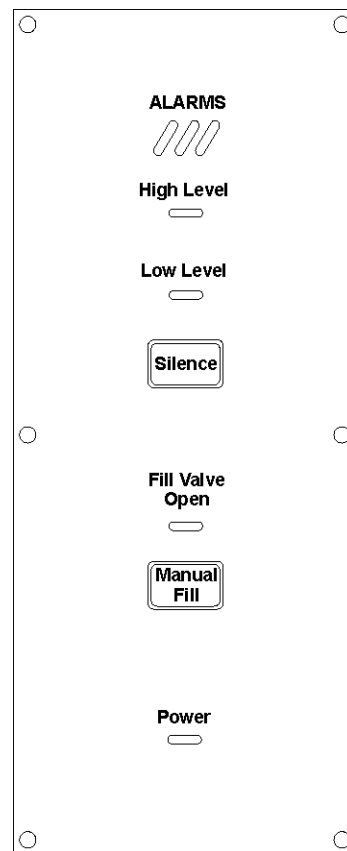 ALARMS
High Level
Low Level
Silence
Fill Valve
Open
Manual
Fill
Power